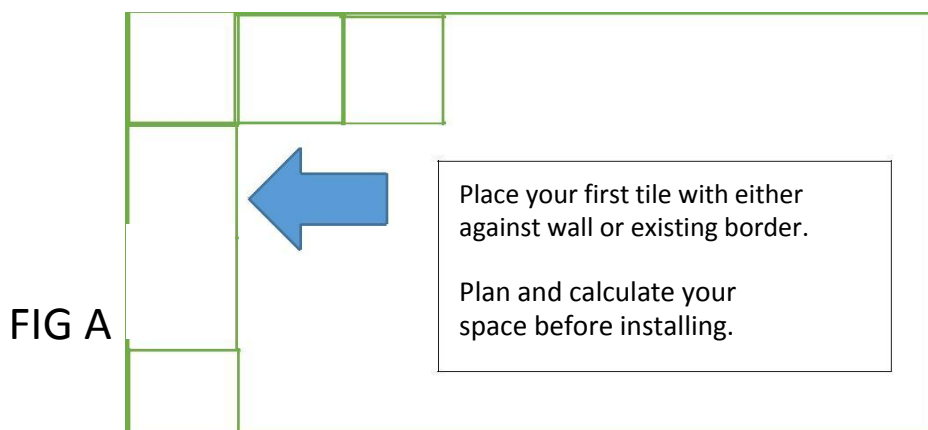 Place your first tile with either
against wall or existing border.
Plan and calculate your
space before installing.
FIG A